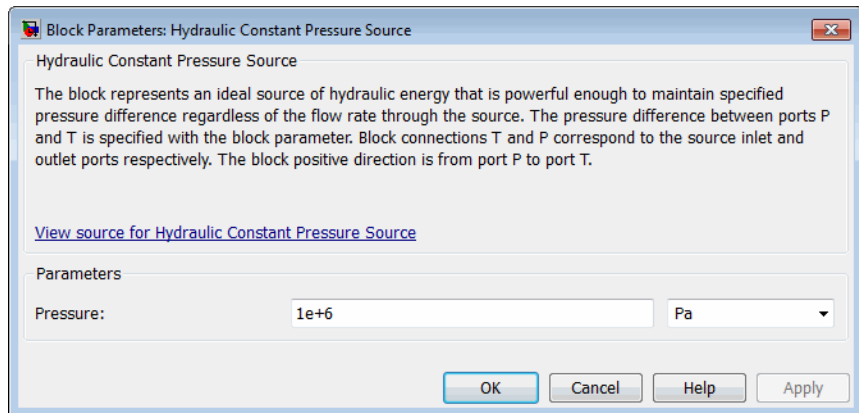 Block Parameters: Hydraulic Constant Pressure Source
Hydraulic Constant Pressure Source
The block represents an ideal source of hydraulic energy that is powerful enough to maintain specified
pressure difference regardless of the flow rate through the source. The pressure difference between ports P
and T is specified with the block parameter. Block connections T and P correspond to the source inlet and
outlet ports respectively. The block positive direction is from port P to port T.
View source for Hydraulic Constant Pressure Source
Parameters
Pressure: 1e+6 Pa
OK Cancel Help Apply